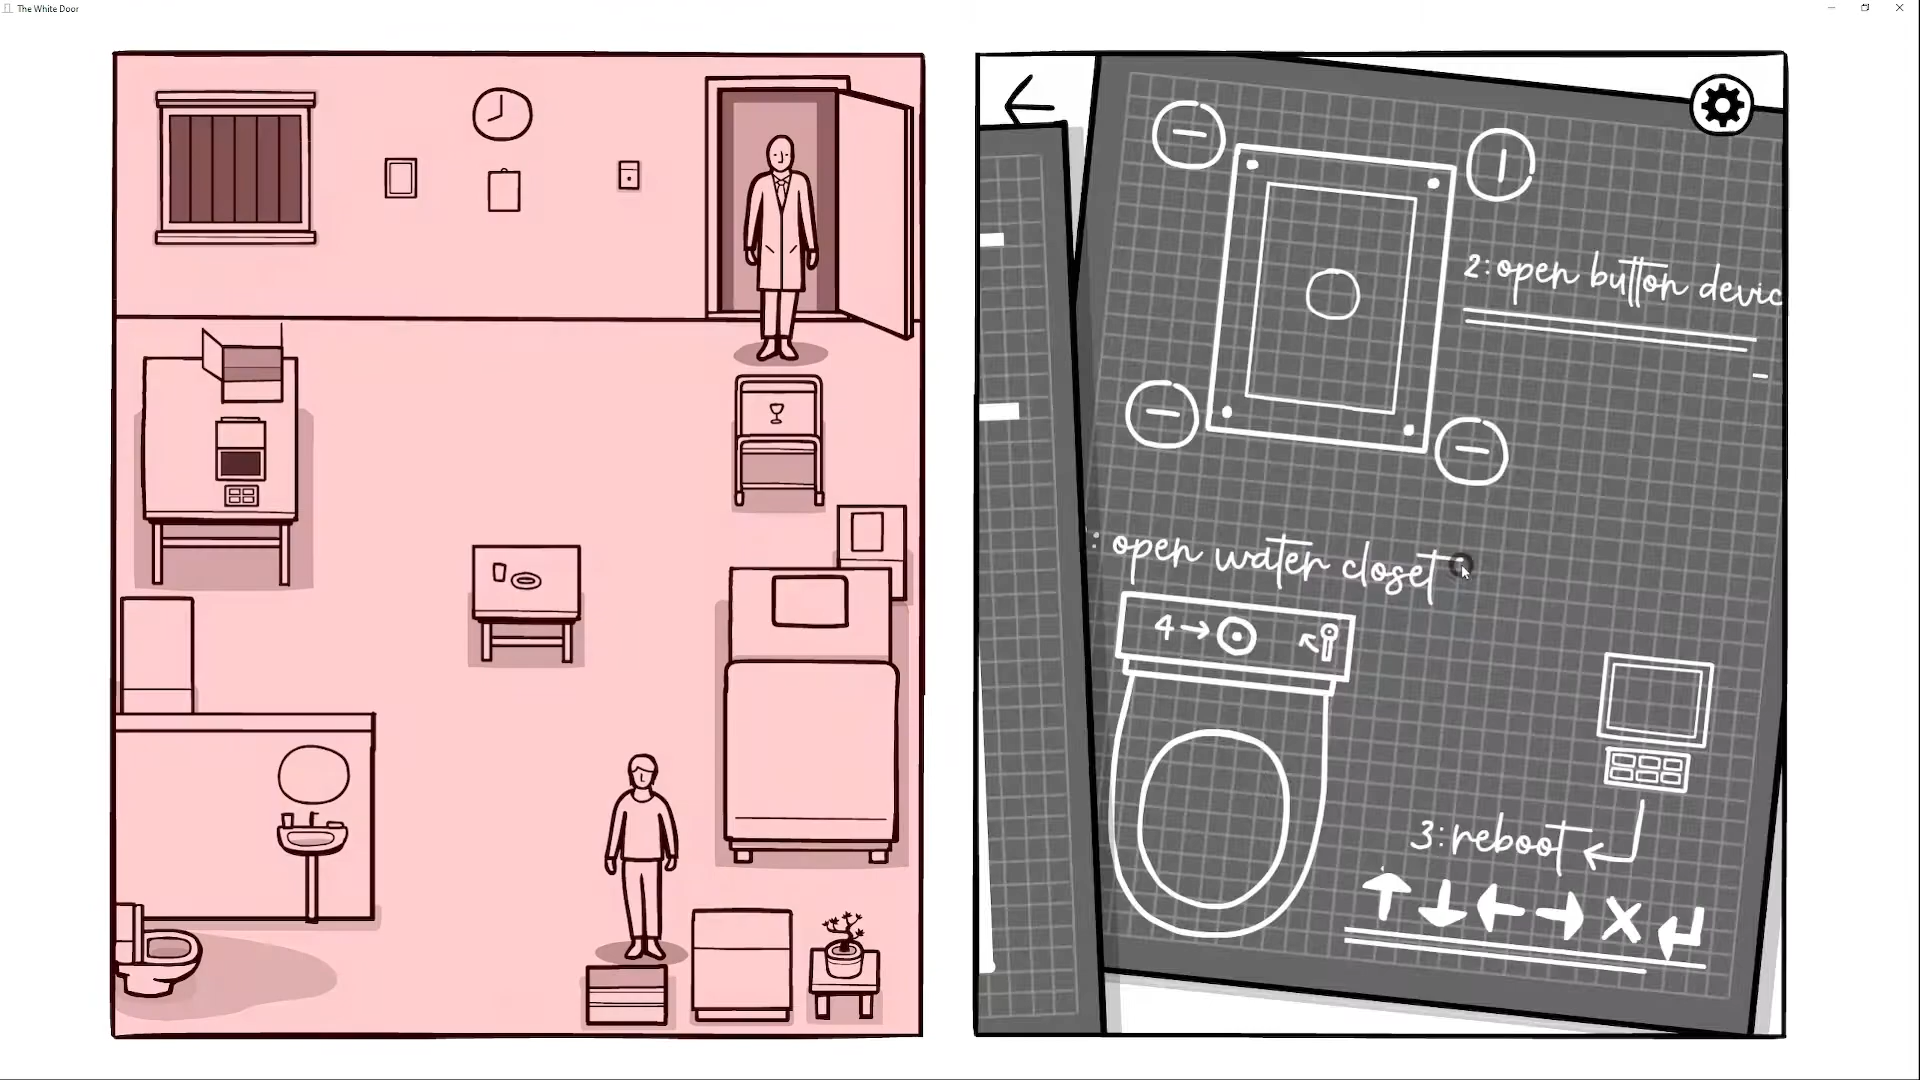 The White Door
2: open button devic
: open water closet
4
3: reboot